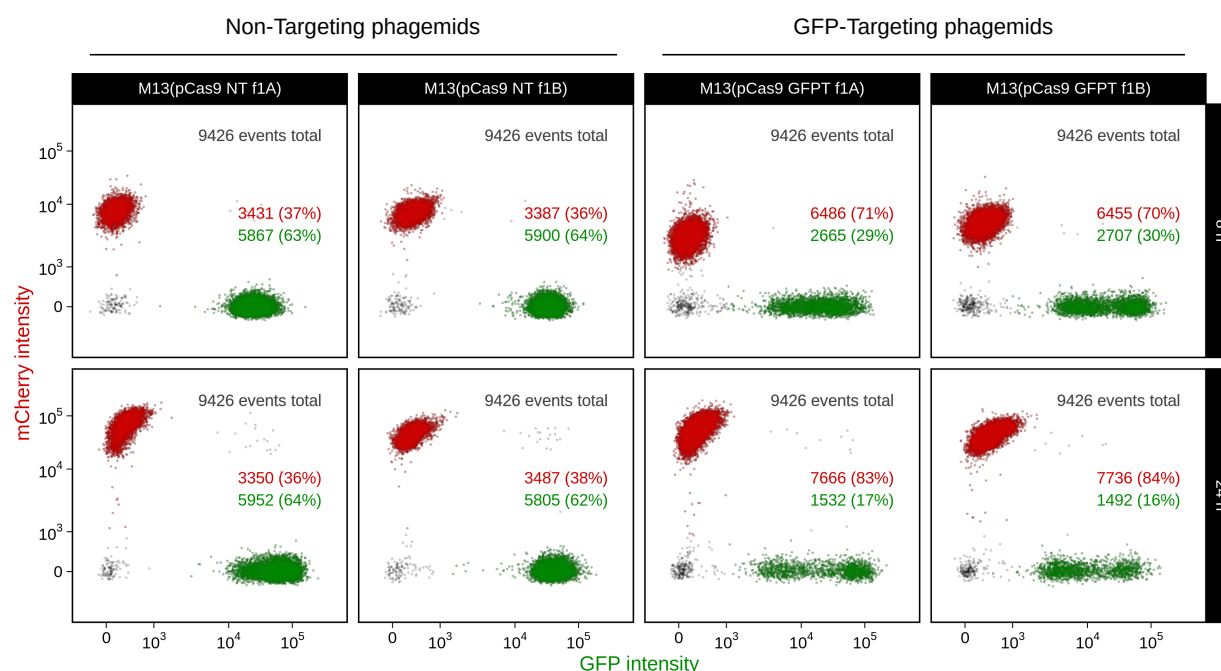 Non-Targeting phagemids
GFP-Targeting phagemids
M13(pCas9 NT f1A)
M13(pCas9 NT f1B)
M13(pCas9 GFPT f1A)
M13(pCas9 GFPT f1B)
9426 events total
3431 (37%)
5867 (63%)
9426 events total
3387 (36%)
5900 (64%)
9426 events total
6486 (71%)
2665 (29%)
9426 events total
6455 (70%)
2707 (30%)
10^5
10^4
10^3
0
9426 events total
3350 (36%)
5952 (64%)
9426 events total
3487 (38%)
5805 (62%)
9426 events total
7666 (83%)
1532 (17%)
9426 events total
7736 (84%)
1492 (16%)
10^5
10^4
10^3
0
mCherry intensity
0 10^3 10^4 10^5
0 10^3 10^4 10^5
0 10^3 10^4 10^5
0 10^3 10^4 10^5
GFP intensity